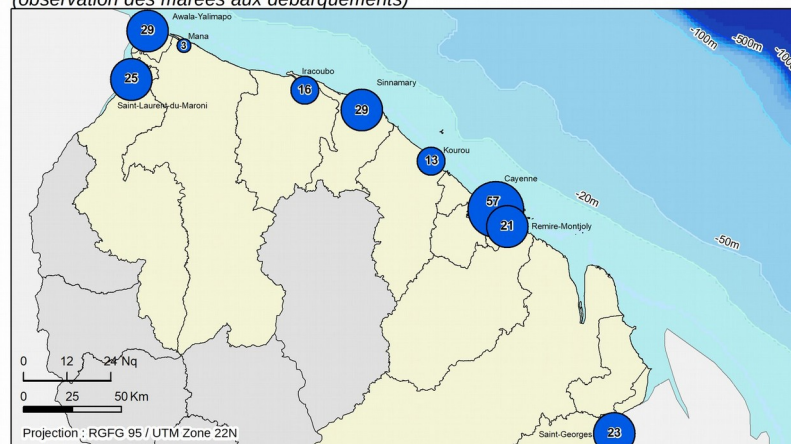 (observation des marées aux débarquements)
29
Awala-Yalimapo
3
Mana
25
Saint-Laurent-du-Maroni
16
Iracoubo
29
Sinnamary
13
Kourou
57
Cayenne
21
Remire-Montjoly
-20m
-50m
-100m
-500m
0 12 24 Nq
0 25 50 Km
Projection : RGFG 95 / UTM Zone 22N
Saint-Georges
23